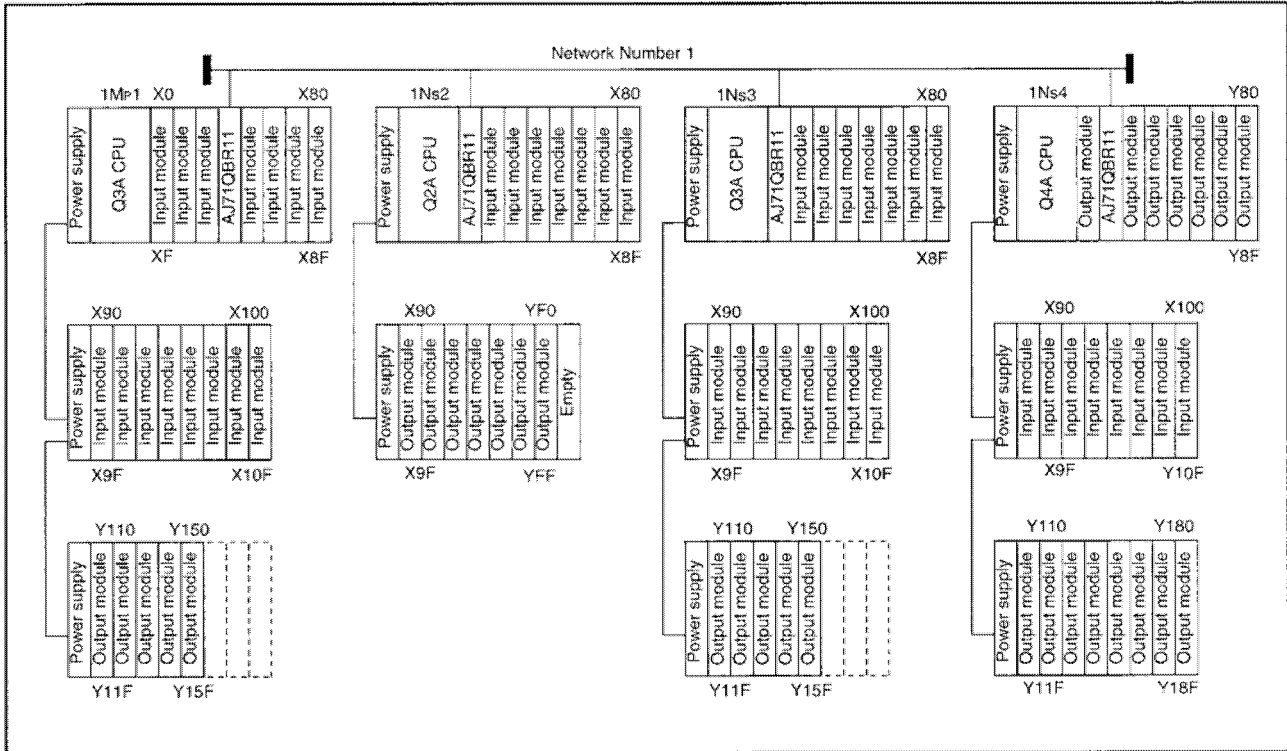 Network Number 1
1MP1 X0 X80
Power supply
Q3A CPU
Input module
Input module
Input module
AJ71QBR11
Input module
Input module
Input module
Input module
XF X8F
1Ns2 X80
Power supply
Q2A CPU
AJ71QBR11
Input module
Input module
Input module
Input module
Input module
Input module
Input module
X8F
1Ns3 X80
Power supply
Q3A CPU
AJ71QBR11
Input module
Input module
Input module
Input module
Input module
Input module
Input module
X8F
1Ns4 Y80
Power supply
Q4A CPU
Output module
AJ71QBR11
Output module
Output module
Output module
Output module
Output module
Output module
Y8F
X90 X100
Power supply
Input module
Input module
Input module
Input module
Input module
Input module
Input module
Input module
X9F X10F
X90 YF0
Power supply
Output module
Output module
Output module
Output module
Output module
Output module
Output module
Empty
X9F YFF
X90 X100
Power supply
Input module
Input module
Input module
Input module
Input module
Input module
Input module
Input module
X9F X10F
X90 X100
Power supply
Input module
Input module
Input module
Input module
Input module
Input module
Input module
Input module
X9F Y10F
Y110 Y150
Power supply
Output module
Output module
Output module
Output module
Output module
Y11F Y15F
Y110 Y150
Power supply
Output module
Output module
Output module
Output module
Output module
Y11F Y15F
Y110 Y180
Power supply
Output module
Output module
Output module
Output module
Output module
Output module
Output module
Output module
Y11F Y18F